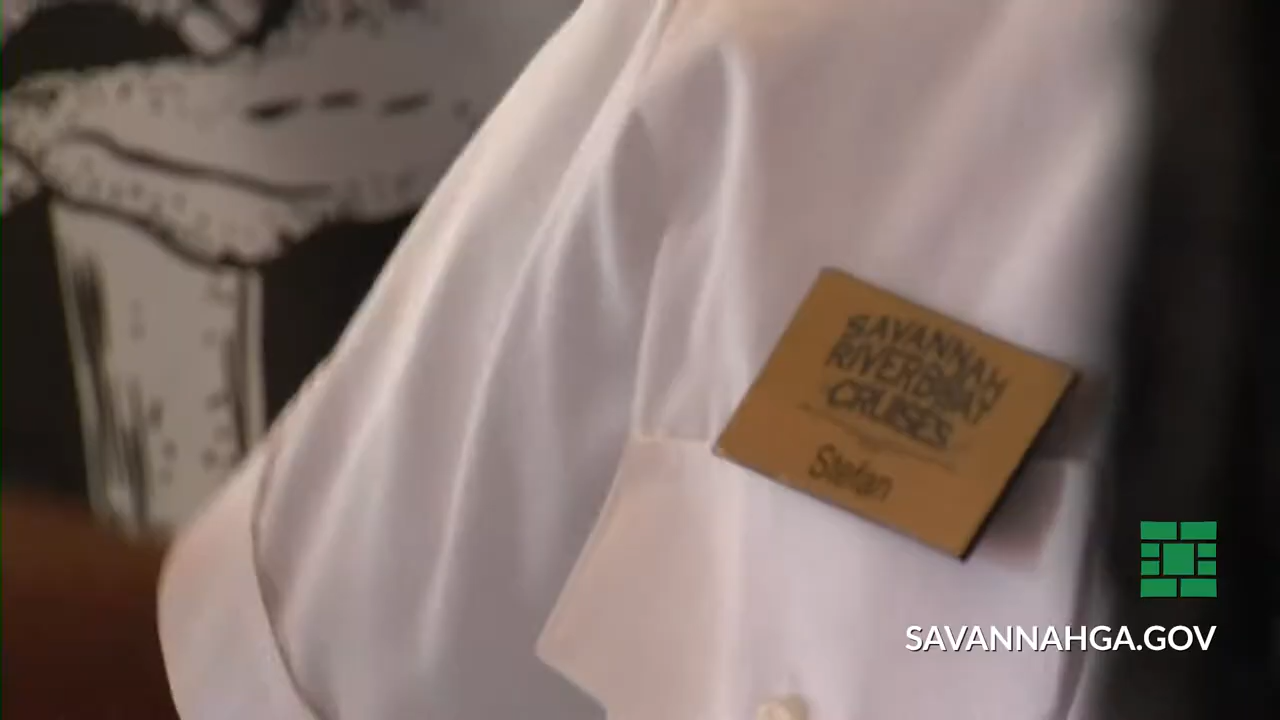 SAVANNAH
RIVERBOAT
CRUISES
Stefan
SAVANNAHGA.GOV